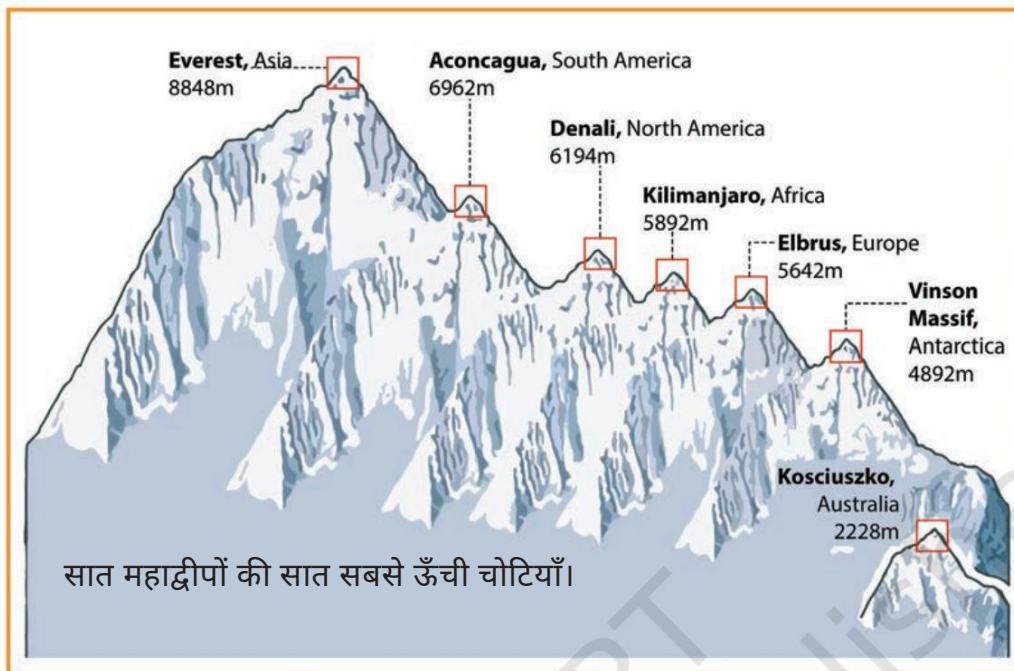 Everest, Asia
8848m
Aconcagua, South America
6962m
Denali, North America
6194m
Kilimanjaro, Africa
5892m
Elbrus, Europe
5642m
Vinson
Massif,
Antarctica
4892m
Kosciuszko,
Australia
2228m
सात महाद्वीपों की सात सबसे ऊँची चोटियाँ।